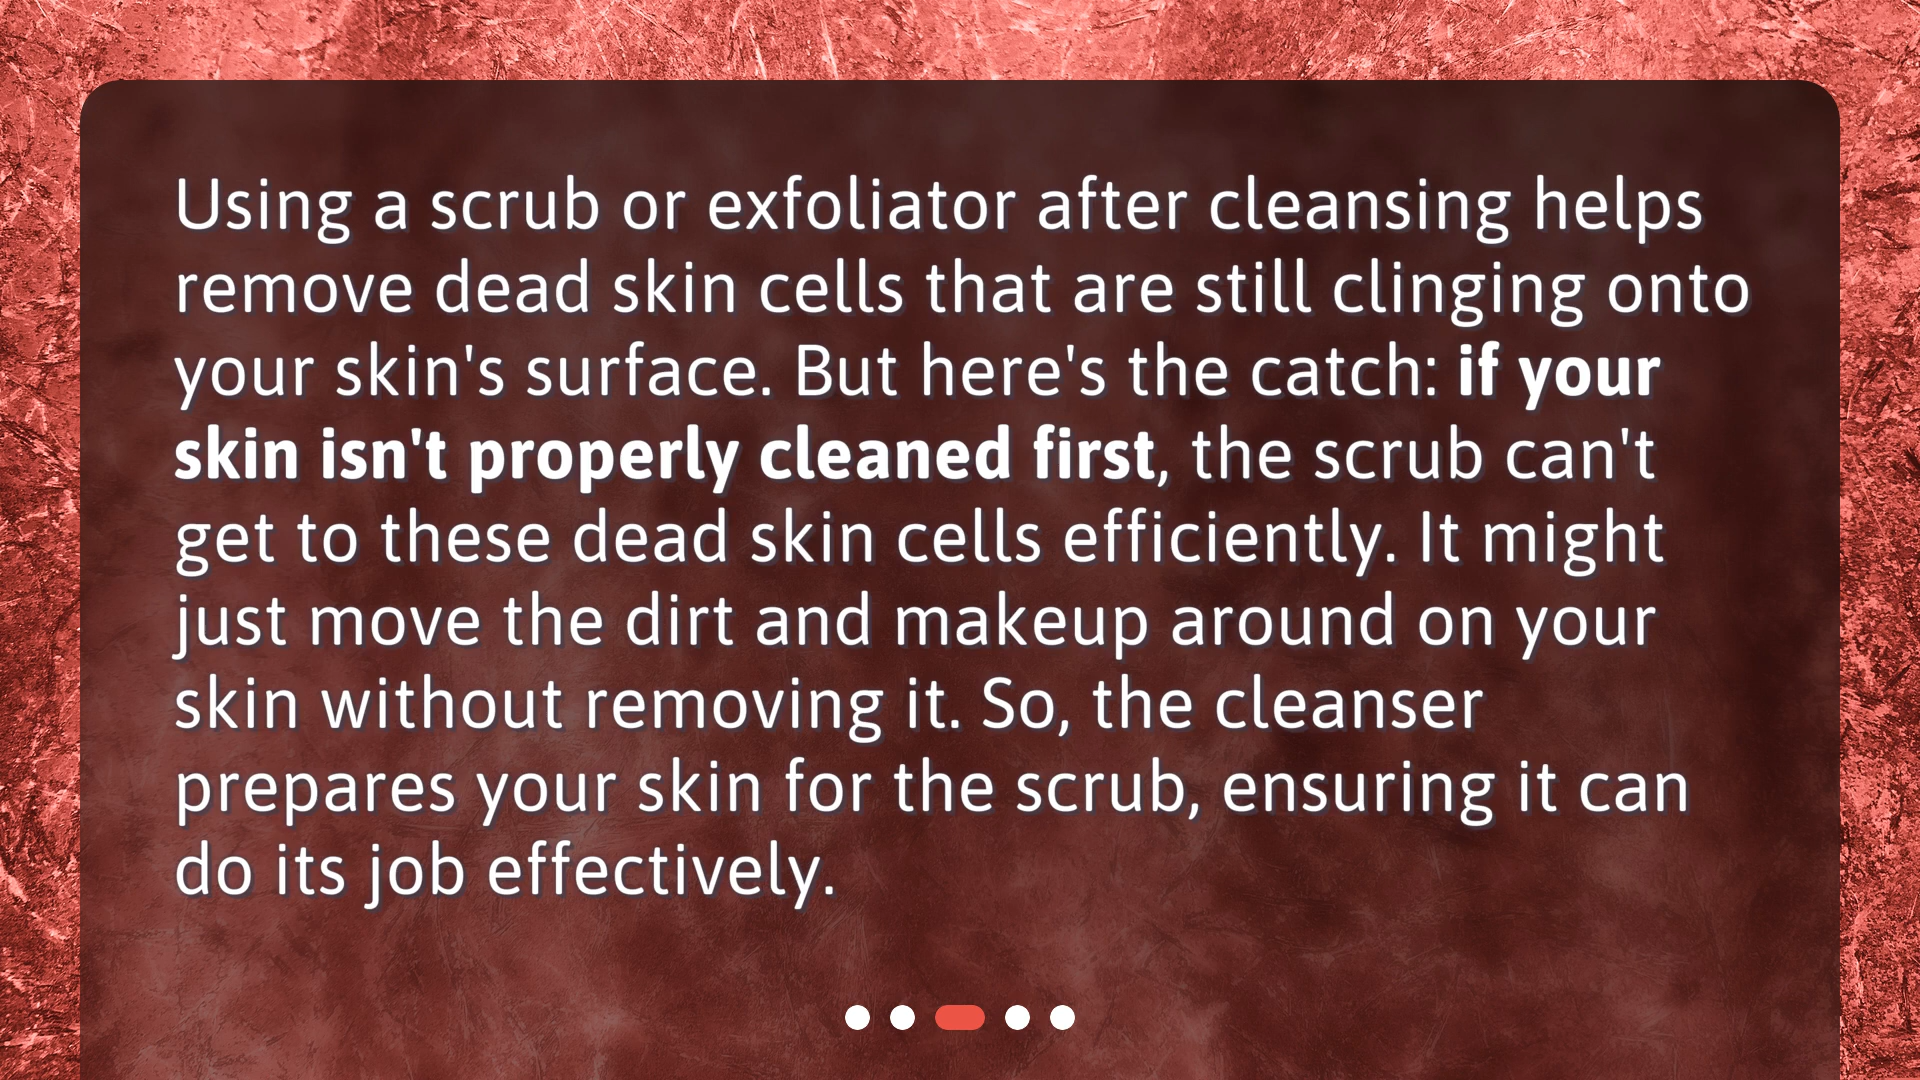 Using a scrub or exfoliator after cleansing helps
remove dead skin cells that are still clinging onto
your skin's surface. But here's the catch: if your
skin isn't properly cleaned first, the scrub can't
get to these dead skin cells efficiently. It might
just move the dirt and makeup around on your
skin without removing it. So, the cleanser
prepares your skin for the scrub, ensuring it can
do its job effectively.